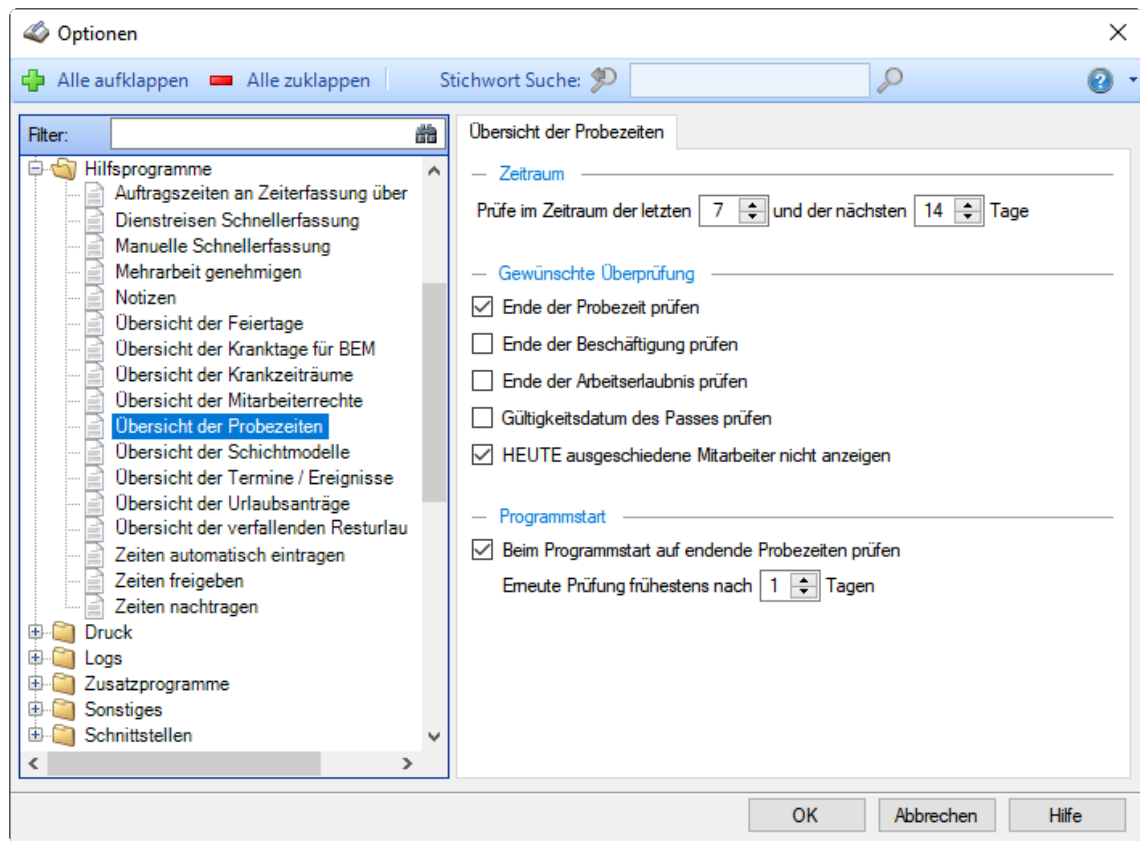 Optionen
Alle aufklappen Alle zuklappen Stichwort Suche:
Filter:
Hilfsprogramme
Auftragszeiten an Zeiterfassung über
Dienstreisen Schnellerfassung
Manuelle Schnellerfassung
Mehrarbeit genehmigen
Notizen
Übersicht der Feiertage
Übersicht der Kranktage für BEM
Übersicht der Krankzeiträume
Übersicht der Mitarbeiterrechte
Übersicht der Probezeiten
Übersicht der Schichtmodelle
Übersicht der Termine / Ereignisse
Übersicht der Urlaubsanträge
Übersicht der verfallenden Resturlau
Zeiten automatisch eintragen
Zeiten freigeben
Zeiten nachtragen
Druck
Logs
Zusatzprogramme
Sonstiges
Schnittstellen
Übersicht der Probezeiten
Zeitraum
Prüfe im Zeitraum der letzten 7 und der nächsten 14 Tage
Gewünschte Überprüfung
Ende der Probezeit prüfen
Ende der Beschäftigung prüfen
Ende der Arbeitserlaubnis prüfen
Gültigkeitsdatum des Passes prüfen
HEUTE ausgeschiedene Mitarbeiter nicht anzeigen
Programmstart
Beim Programmstart auf endende Probezeiten prüfen
Erneute Prüfung frühestens nach 1 Tagen
OK Abbrechen Hilfe